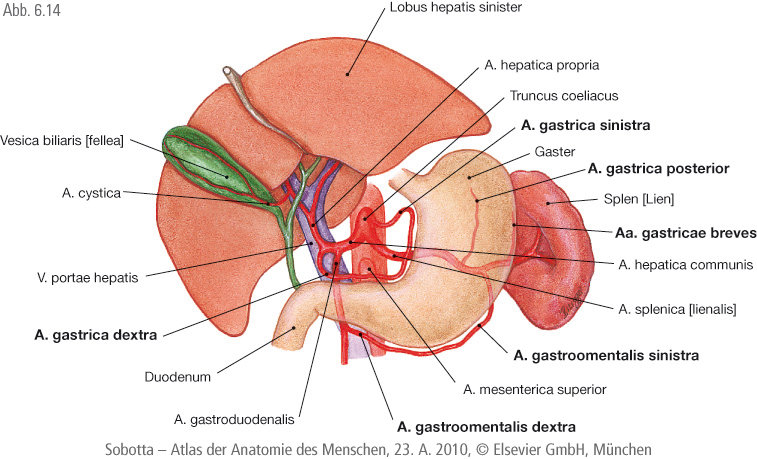 Abb. 6.14
Lobus hepatis sinister
A. hepatica propria
Truncus coeliacus
A. gastrica sinistra
Gaster
A. gastrica posterior
Splen [Lien]
Aa. gastricae breves
A. hepatica communis
A. splenica [lienalis]
A. gastroomentalis sinistra
A. mesenterica superior
A. gastroomentalis dextra
Vesica biliaris [fellea]
A. cystica
V. portae hepatis
A. gastrica dextra
Duodenum
A. gastroduodenalis
Sobotta – Atlas der Anatomie des Menschen, 23. A. 2010, © Elsevier GmbH, München